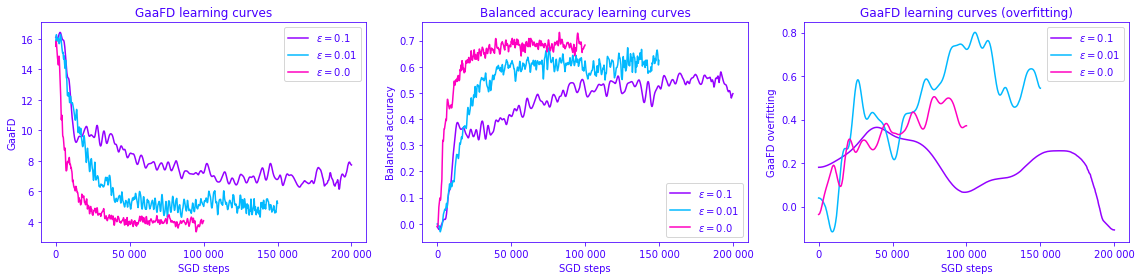 GaaFD learning curves
GaaFD
16
14
12
10
8
6
4
ε = 0.1
ε = 0.01
ε = 0.0
0 50 000 100 000 150 000 200 000
SGD steps
Balanced accuracy learning curves
Balanced accuracy
0.7
0.6
0.5
0.4
0.3
0.2
0.1
0.0
ε = 0.1
ε = 0.01
ε = 0.0
0 50 000 100 000 150 000 200 000
SGD steps
GaaFD learning curves (overfitting)
GaaFD overfitting
0.8
0.6
0.4
0.2
0.0
ε = 0.1
ε = 0.01
ε = 0.0
0 50 000 100 000 150 000 200 000
SGD steps